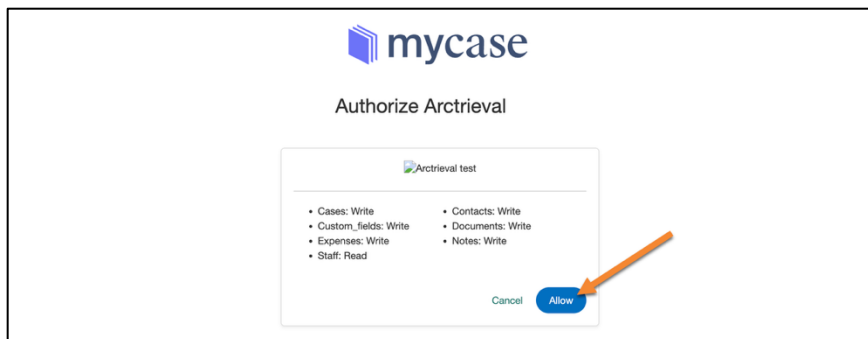 mycase
Authorize Arctrieval
Arctrieval test
• Cases: Write
• Custom_fields: Write
• Expenses: Write
• Staff: Read
• Contacts: Write
• Documents: Write
• Notes: Write
Cancel Allow